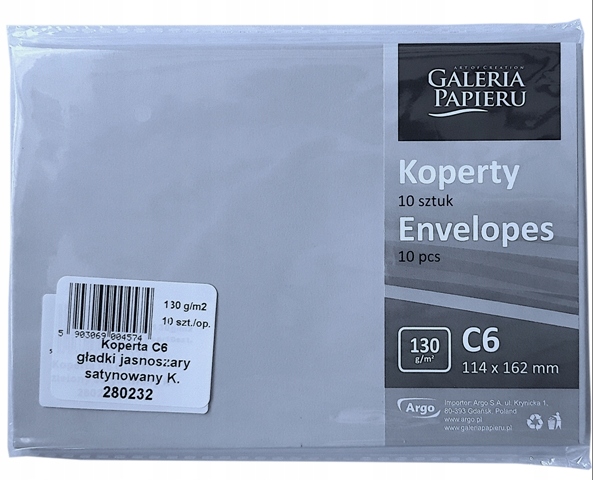 ART OF CREATION
GALERIA
PAPIERU
Koperty
10 sztuk
Envelopes
10 pcs
130
g/m²
C6
114 x 162 mm
Argo
Importer: Argo S.A. ul. Krynicka 1,
80-393 Gdańsk, Poland
www.argo.pl
www.galeriapapieru.pl
130 g/m2
10 szt./op.
5 903069 004574
Koperta C6
gładki jasnoszary
satynowany K.
280232